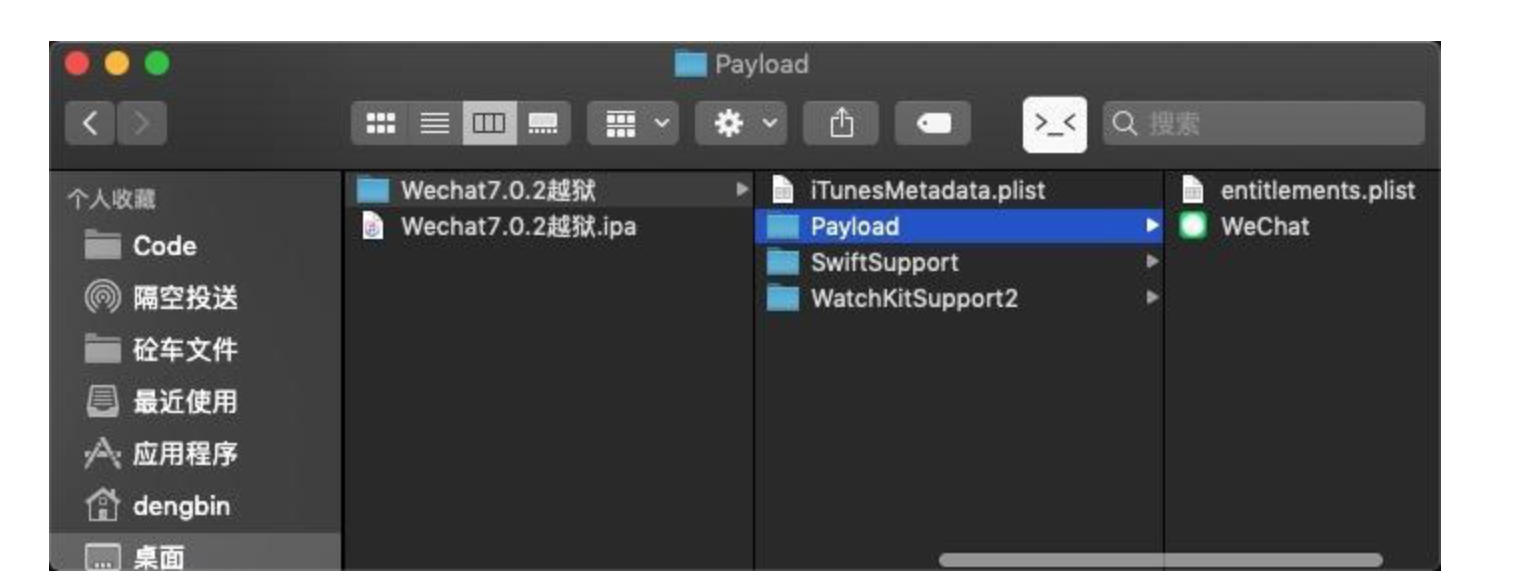 Payload
>_<
搜索
个人收藏
Code
隔空投送
砼车文件
最近使用
应用程序
dengbin
桌面
Wechat7.0.2越狱
Wechat7.0.2越狱.ipa
iTunesMetadata.plist
Payload
SwiftSupport
WatchKitSupport2
entitlements.plist
WeChat